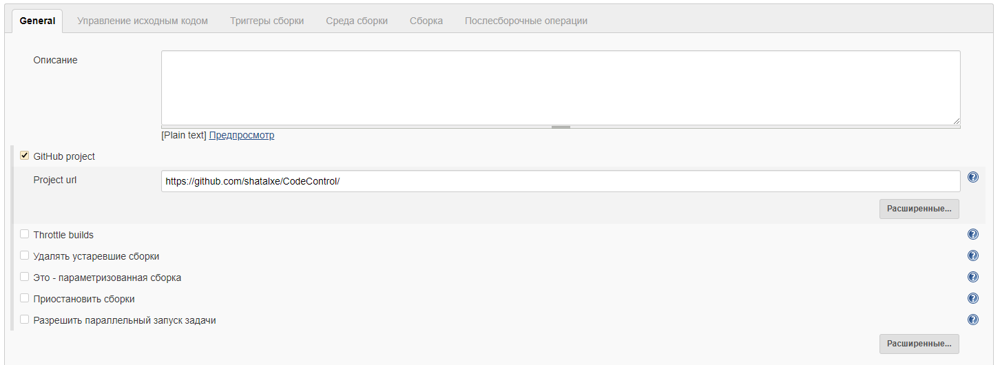 General Управление исходным кодом Триггеры сборки Среда сборки Сборка Послесборочные операции
Описание
[Plain text] Предпросмотр
GitHub project
Project url https://github.com/shatalxe/CodeControl/
Расширенные...
Throttle builds
Удалять устаревшие сборки
Это - параметризованная сборка
Приостановить сборки
Разрешить параллельный запуск задачи
Расширенные...